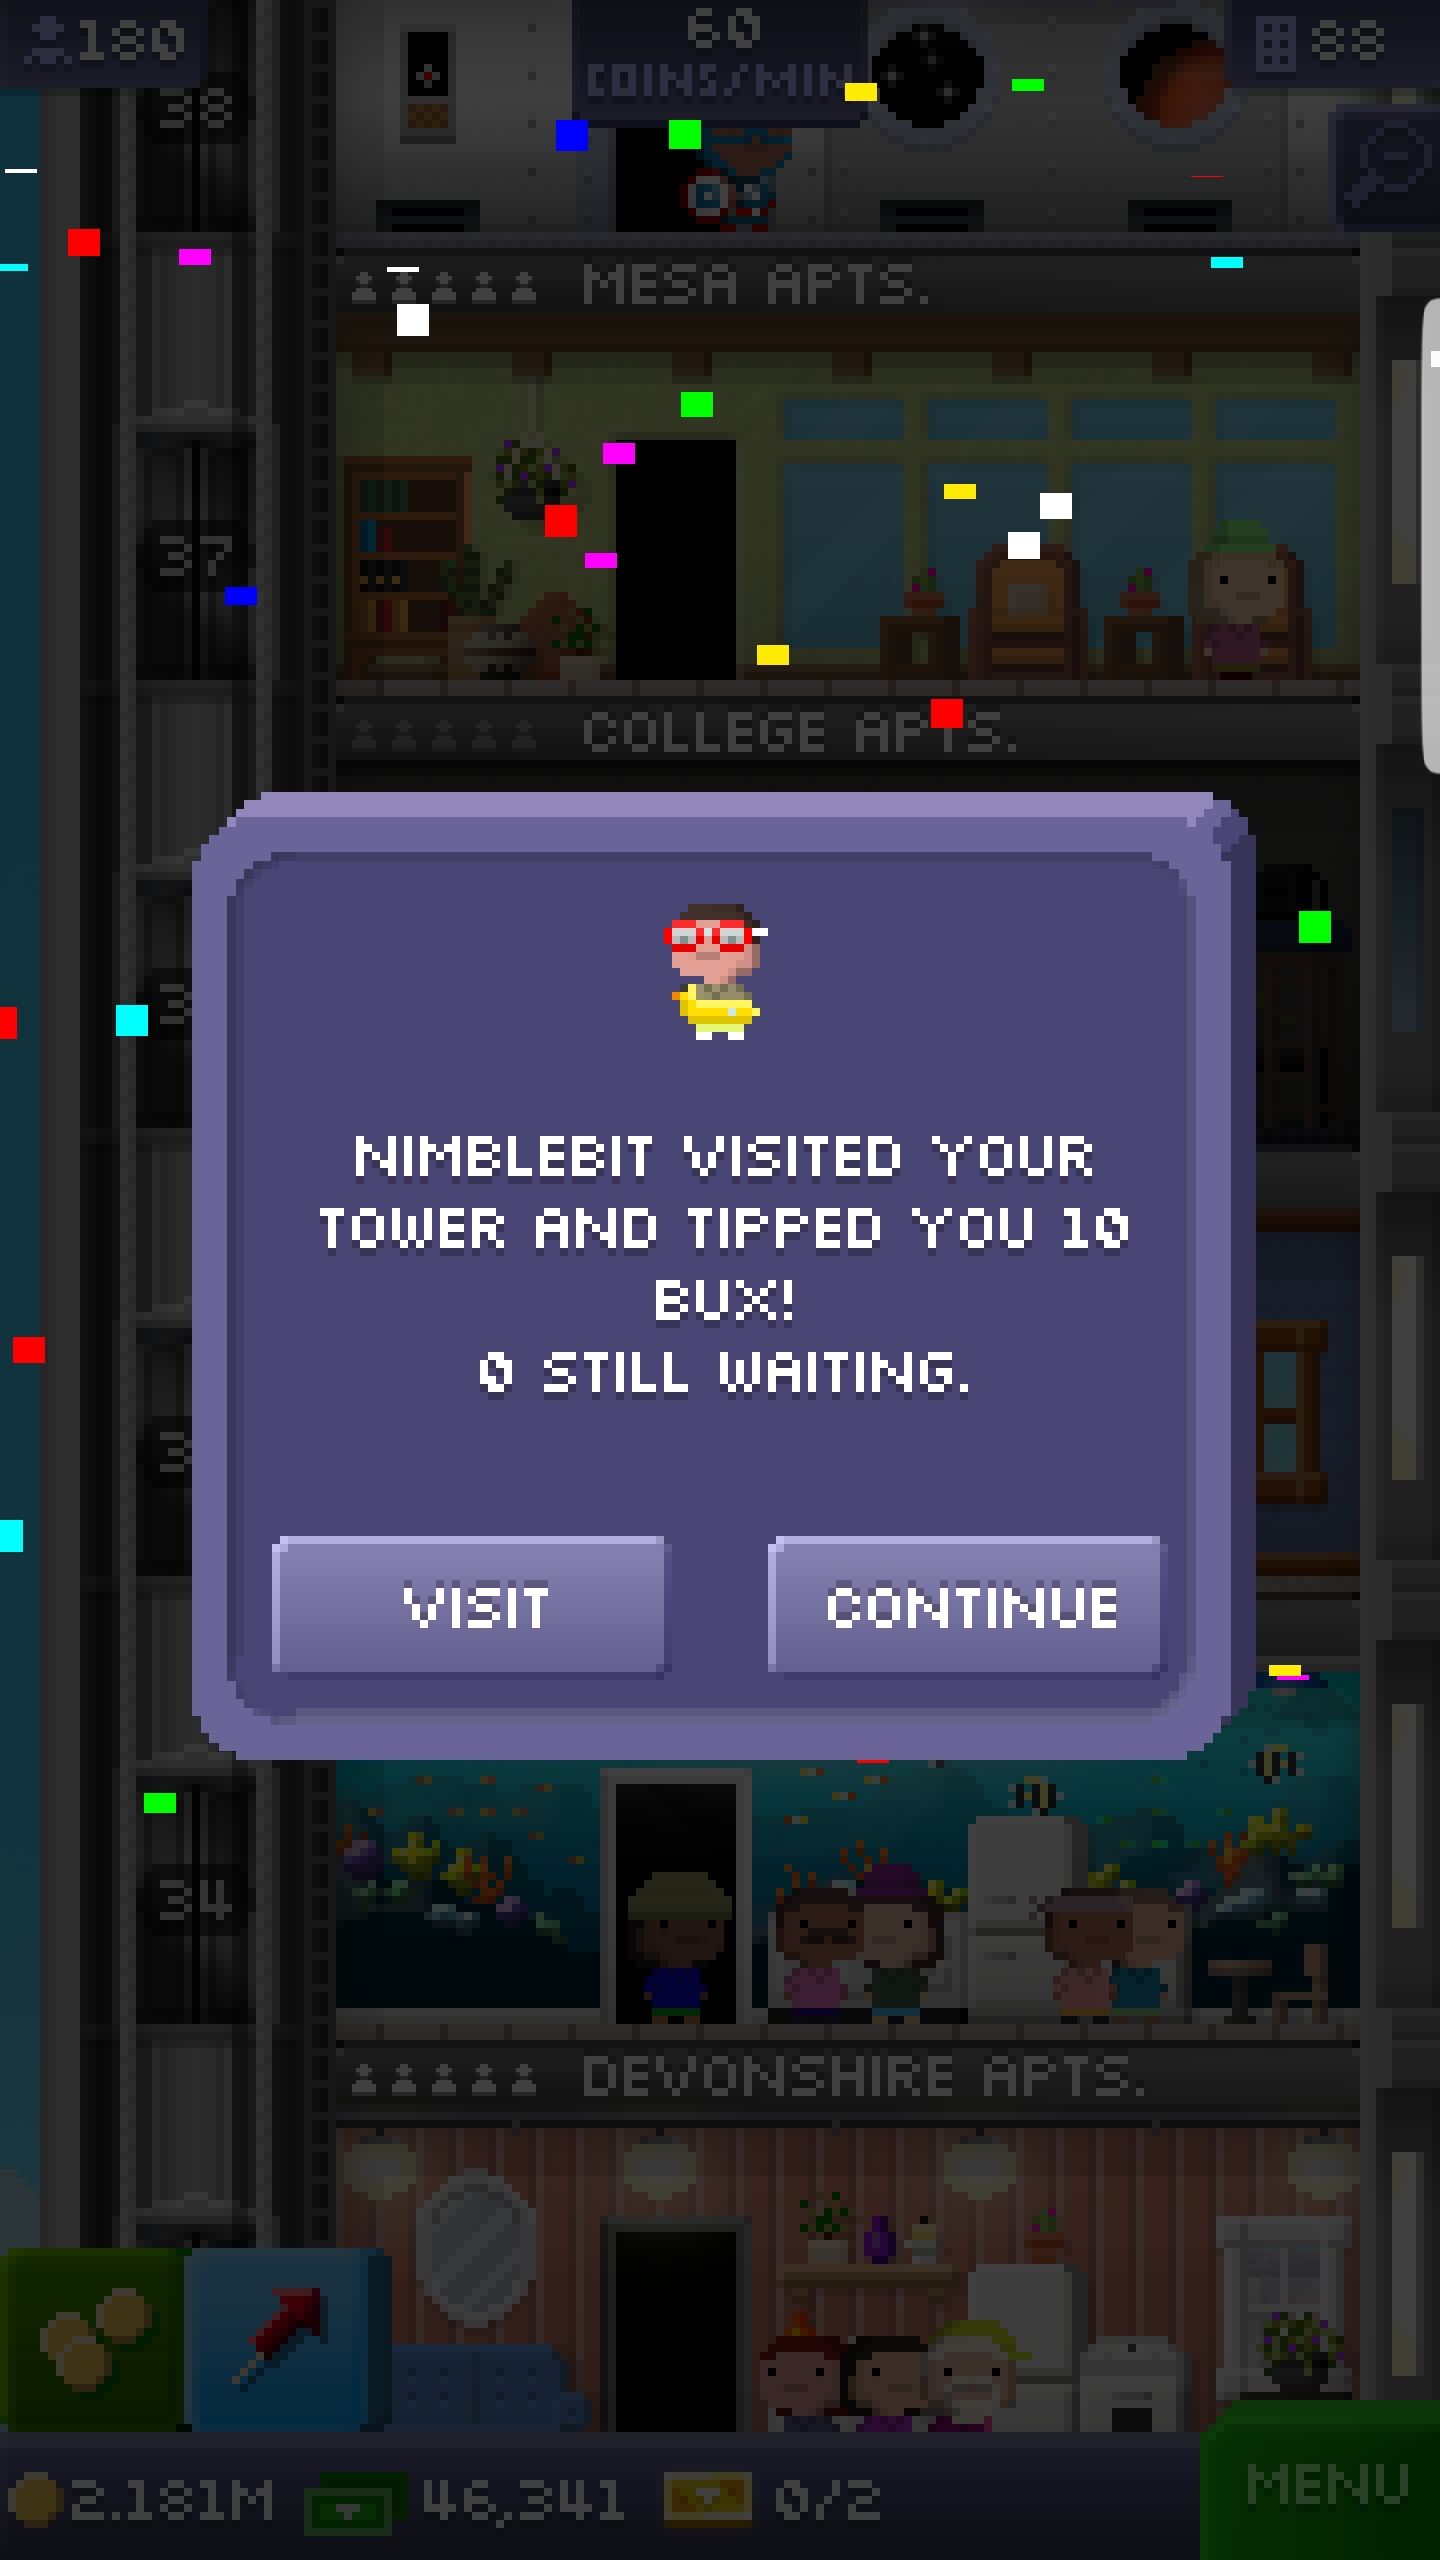 180
60
COINS/MIN
88
38
MESA APTS.
37
COLLEGE APTS.
NIMBLEBIT VISITED YOUR
TOWER AND TIPPED YOU 10
BUX!
0 STILL WAITING.
VISIT
CONTINUE
34
DEVONSHIRE APTS.
2.181M
46,341
0/2
MENU